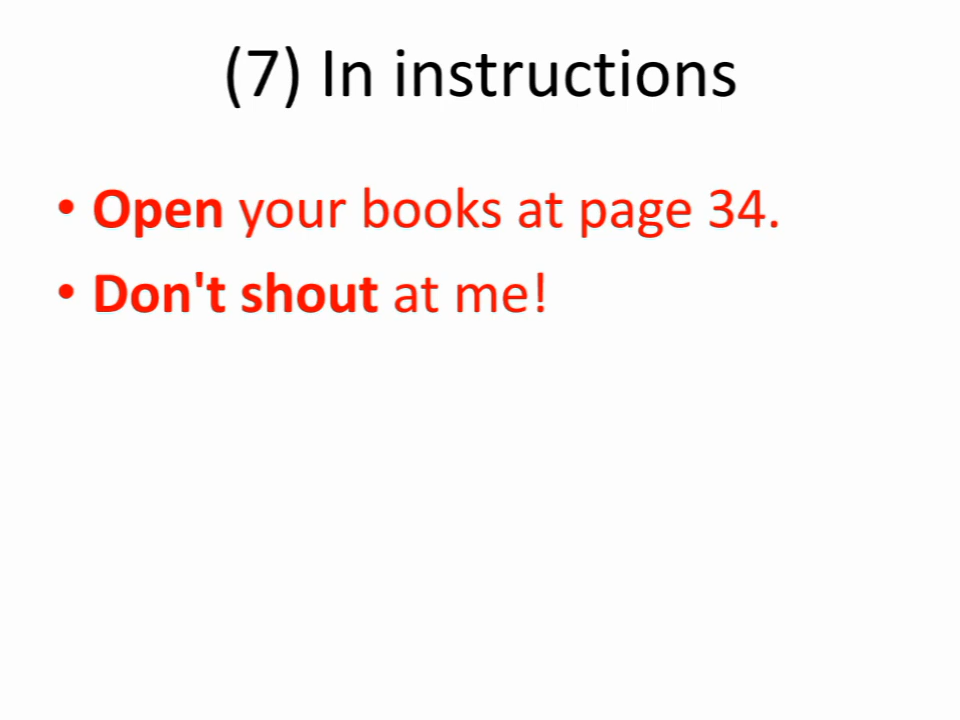 (7) In instructions
• Open your books at page 34.
• Don't shout at me!